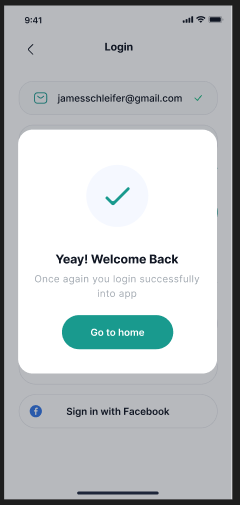 9:41
Login
jamesschleifer@gmail.com
Yeay! Welcome Back
Once again you login successfully
into app
Go to home
Sign in with Facebook